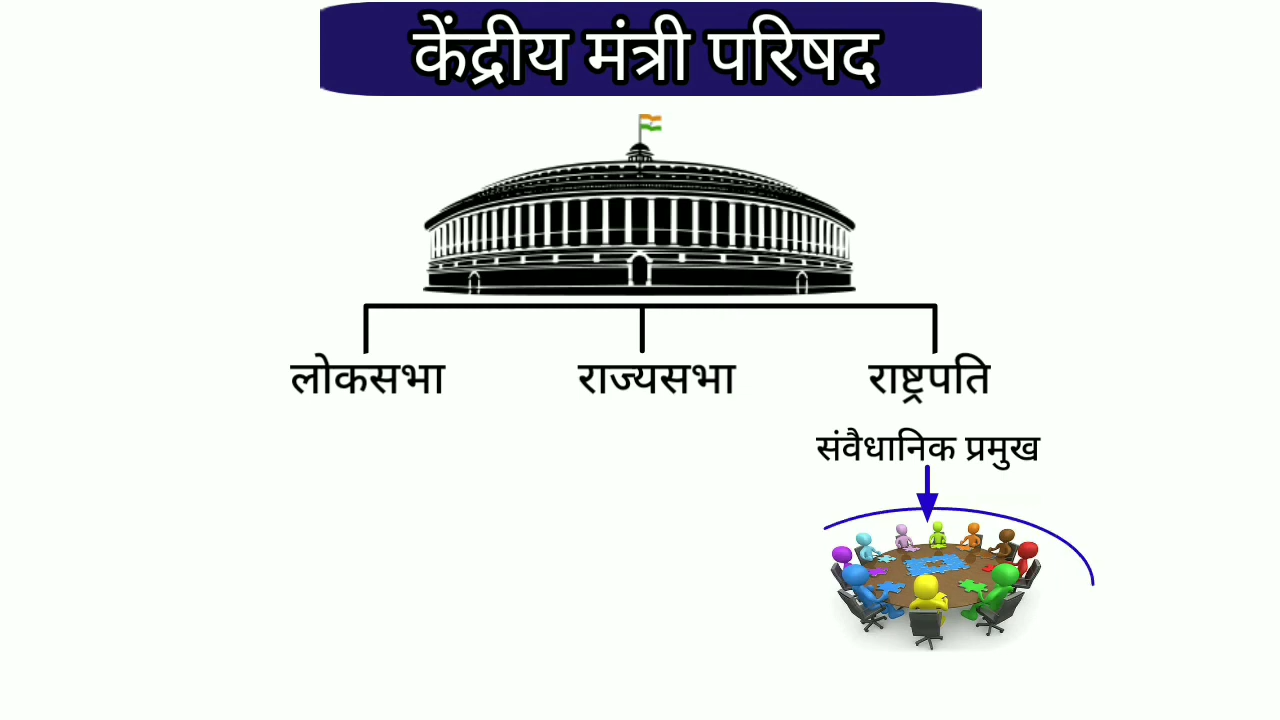 केंद्रीय मंत्री परिषद
लोकसभा
राज्यसभा
राष्ट्रपति
संवैधानिक प्रमुख